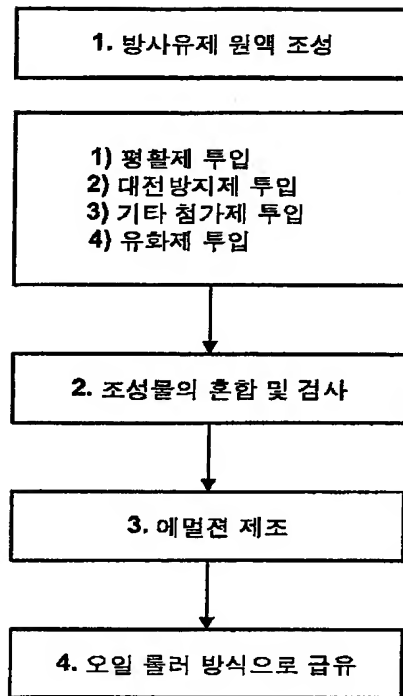 1. 방사유제 원액 조성
1) 평활제 투입
2) 대전방지제 투입
3) 기타 첨가제 투입
4) 유화제 투입
2. 조성물의 혼합 및 검사
3. 에멀젼 제조
4. 오일 롤러 방식으로 급유